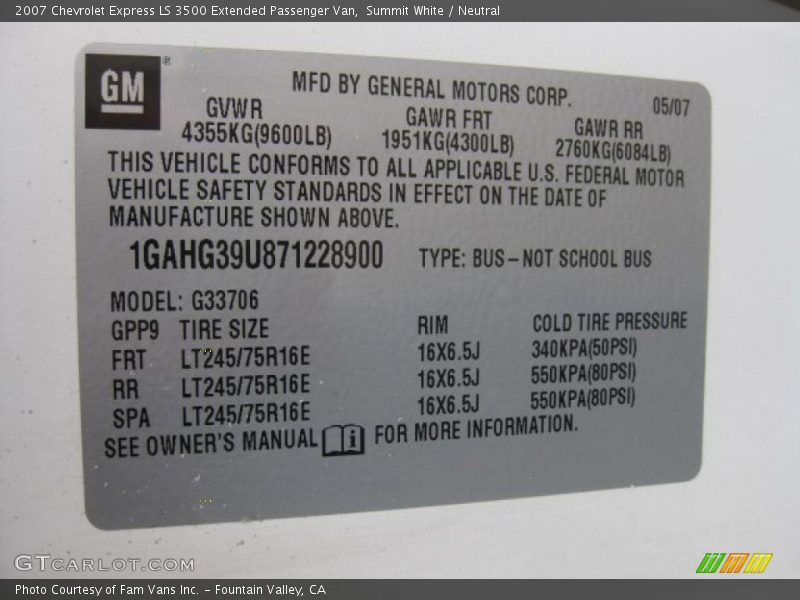 2007 Chevrolet Express LS 3500 Extended Passenger Van,  Summit White / Neutral
GM®
MFD BY GENERAL MOTORS CORP.
05/07
GVWR GAWR FRT GAWR RR
4355KG(9600LB) 1951KG(4300LB) 2760KG(6084LB)
THIS VEHICLE CONFORMS TO ALL APPLICABLE U.S. FEDERAL MOTOR
VEHICLE SAFETY STANDARDS IN EFFECT ON THE DATE OF
MANUFACTURE SHOWN ABOVE.
1GAHG39U871228900 TYPE: BUS–NOT SCHOOL BUS
MODEL: G33706
GPP9 TIRE SIZE RIM COLD TIRE PRESSURE
FRT LT245/75R16E 16X6.5J 340KPA(50PSI)
RR LT245/75R16E 16X6.5J 550KPA(80PSI)
SPA LT245/75R16E 16X6.5J 550KPA(80PSI)
SEE OWNER'S MANUAL i FOR MORE INFORMATION.
GTCARLOT.COM
Photo Courtesy of Fam Vans Inc. – Fountain Valley, CA